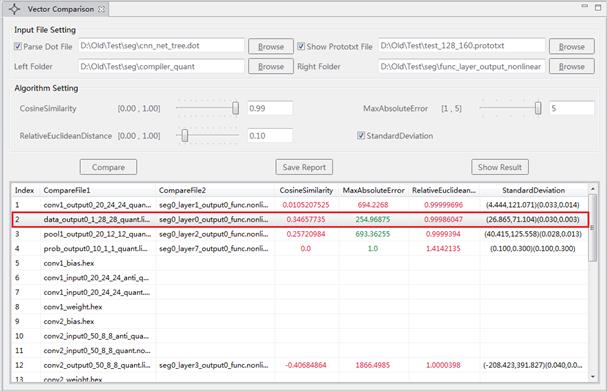 Vector Comparison
Input File Setting
Parse Dot File D:\Old\Test\seg\cnn_net_tree.dot Browse Show Prototxt File D:\Old\Test\test_128_160.prototxt Browse
Left Folder D:\Old\Test\seg\compiler_quant Browse Right Folder D:\Old\Test\seg\func_layer_output_nonlinear Browse
Algorithm Setting
CosineSimilarity [0.00 , 1.00] 0.99 MaxAbsoluteError [1 , 5] 5
RelativeEuclideanDistance [0.00 , 1.00] 0.10 StandardDeviation
Compare Save Report Show Result
Index CompareFile1 CompareFile2 CosineSimilarity MaxAbsoluteError RelativeEuclidean... StandardDeviation
1 conv1_output0_20_24_24_quan... seg0_layer1_output0_func.nonli... 0.0105207525 694.2268 0.99999696 (4.444,121.071)(0.033,0.014)
2 data_output0_1_28_28_quant.li... seg0_layer0_output0_func.nonli... 0.34657735 254.96875 0.99986047 (26.865,71.104)(0.030,0.003)
3 pool1_output0_20_12_12_quan... seg0_layer2_output0_func.nonli... 0.25720984 693.36255 0.9999394 (40.415,125.558)(0.028,0.013)
4 prob_output0_10_1_1_quant.li... seg0_layer7_output0_func.nonli... 0.0 1.0 1.4142135 (0.100,0.300)(0.100,0.300)
5 conv1_bias.hex
6 conv1_input0_20_24_24_anti_q...
7 conv1_input0_20_24_24_quant....
8 conv1_weight.hex
9 conv2_bias.hex
10 conv2_input0_50_8_8_anti_qua...
11 conv2_input0_50_8_8_quant.no...
12 conv2_output0_50_8_8_quant.li... seg0_layer3_output0_func.nonli... -0.40684864 1866.4985 1.0000398 (-208.423,391.827)(0.040,0.0...
13 conv2_weight.hex